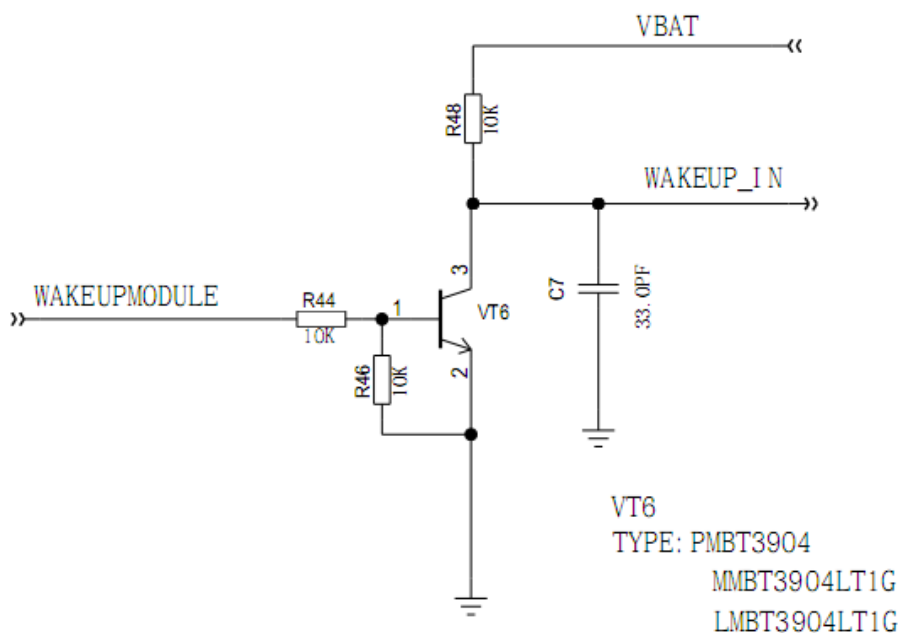 VBAT
R48
10K
WAKEUP_IN
3
C7
33.0PF
WAKEUPMODULE
R44
10K
1
VT6
R46
10K
2
VT6
TYPE: PMBT3904
MMBT3904LT1G
LMBT3904LT1G